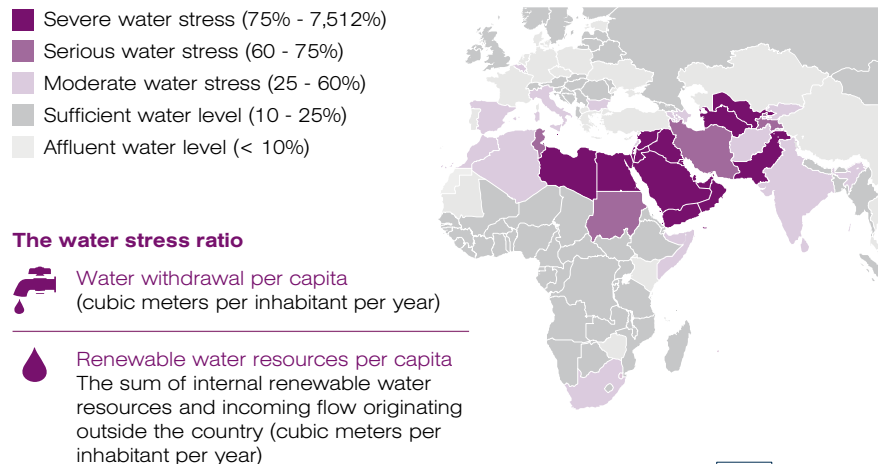 Severe water stress (75% - 7,512%)
Serious water stress (60 - 75%)
Moderate water stress (25 - 60%)
Sufficient water level (10 - 25%)
Affluent water level (< 10%)
The water stress ratio
Water withdrawal per capita
(cubic meters per inhabitant per year)
Renewable water resources per capita
The sum of internal renewable water
resources and incoming flow originating
outside the country (cubic meters per
inhabitant per year)